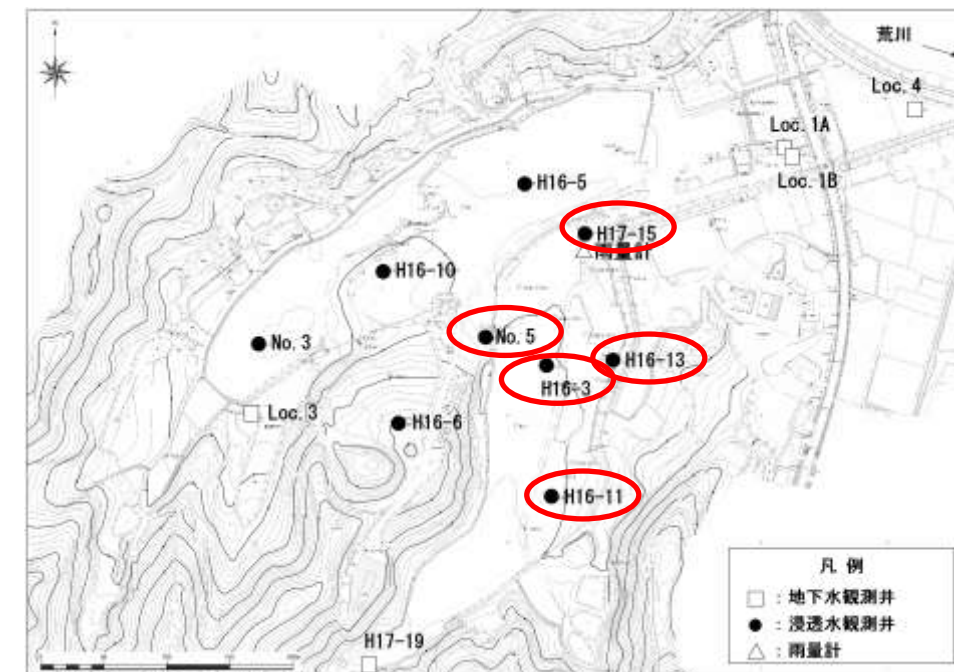 荒川
Loc. 4
Loc. 1A
Loc. 1B
H16-5
H17-15
雨量計
H16-10
No. 5
No. 3
H16-13
H16-3
Loc. 3
H16-6
H16-11
H17-19
凡 例
□ : 地下水観測井
● : 浸透水観測井
△ : 雨量計